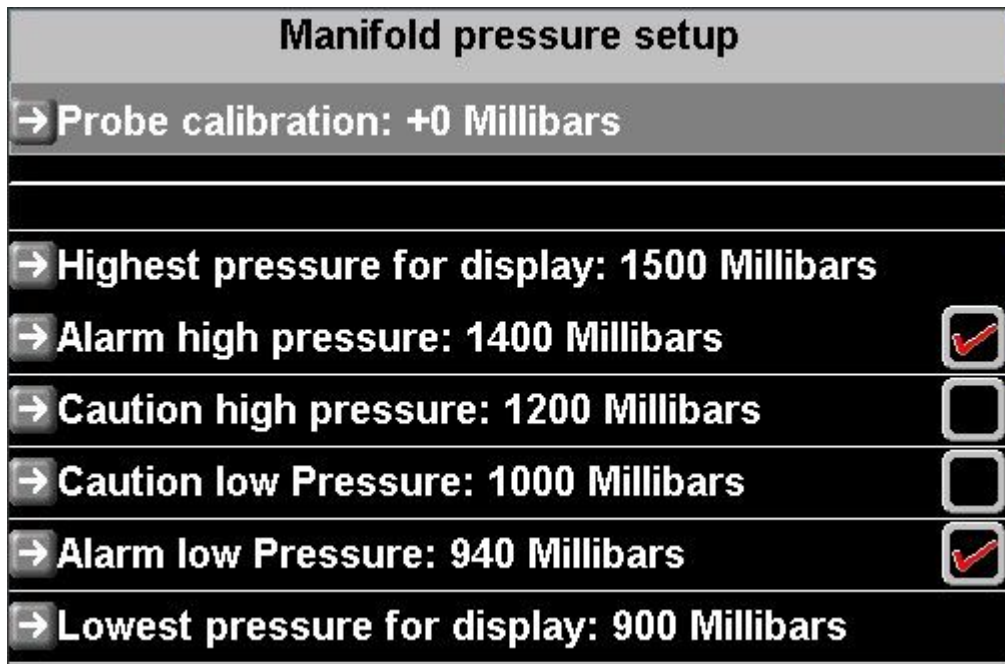 Manifold pressure setup
Probe calibration: +0 Millibars
Highest pressure for display: 1500 Millibars
Alarm high pressure: 1400 Millibars
Caution high pressure: 1200 Millibars
Caution low Pressure: 1000 Millibars
Alarm low Pressure: 940 Millibars
Lowest pressure for display: 900 Millibars